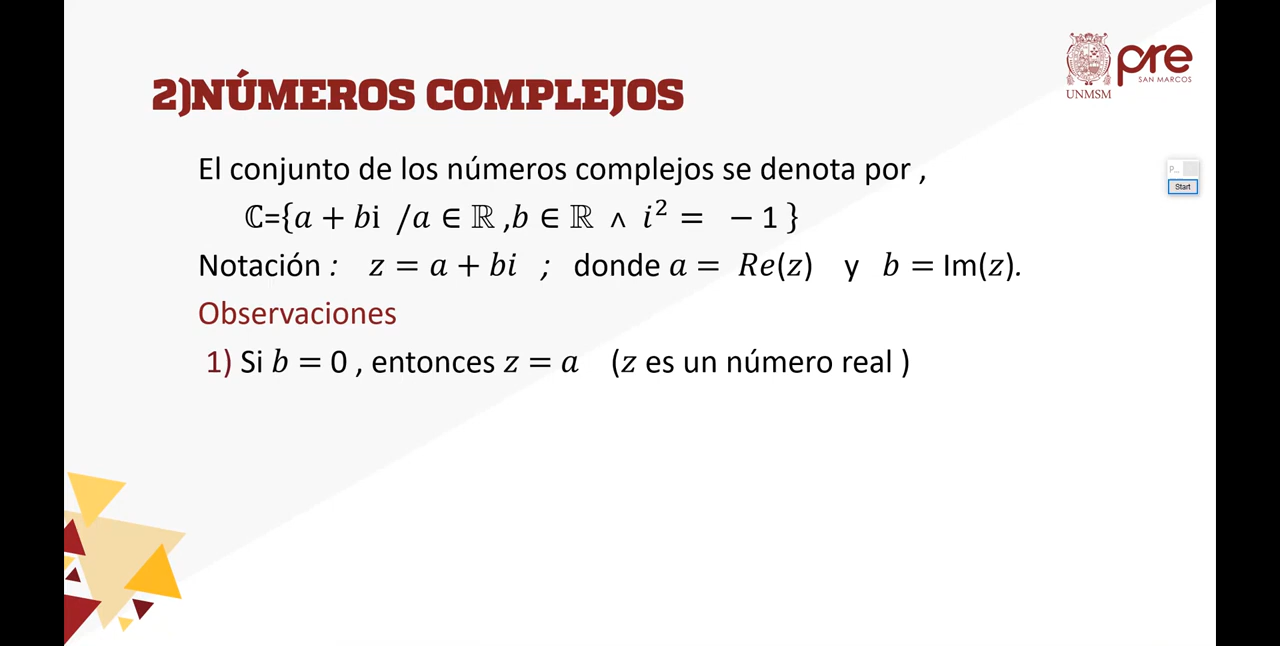 2)NÚMEROS COMPLEJOS
UNMSM
pre
SAN MARCOS
El conjunto de los números complejos se denota por ,
ℂ={a + bi /a ∈ ℝ ,b ∈ ℝ ∧ i² = − 1 }
Notación : z = a + bi ; donde a = Re(z) y b = Im(z).
Observaciones
1) Si b = 0 , entonces z = a (z es un número real )
P...
Start